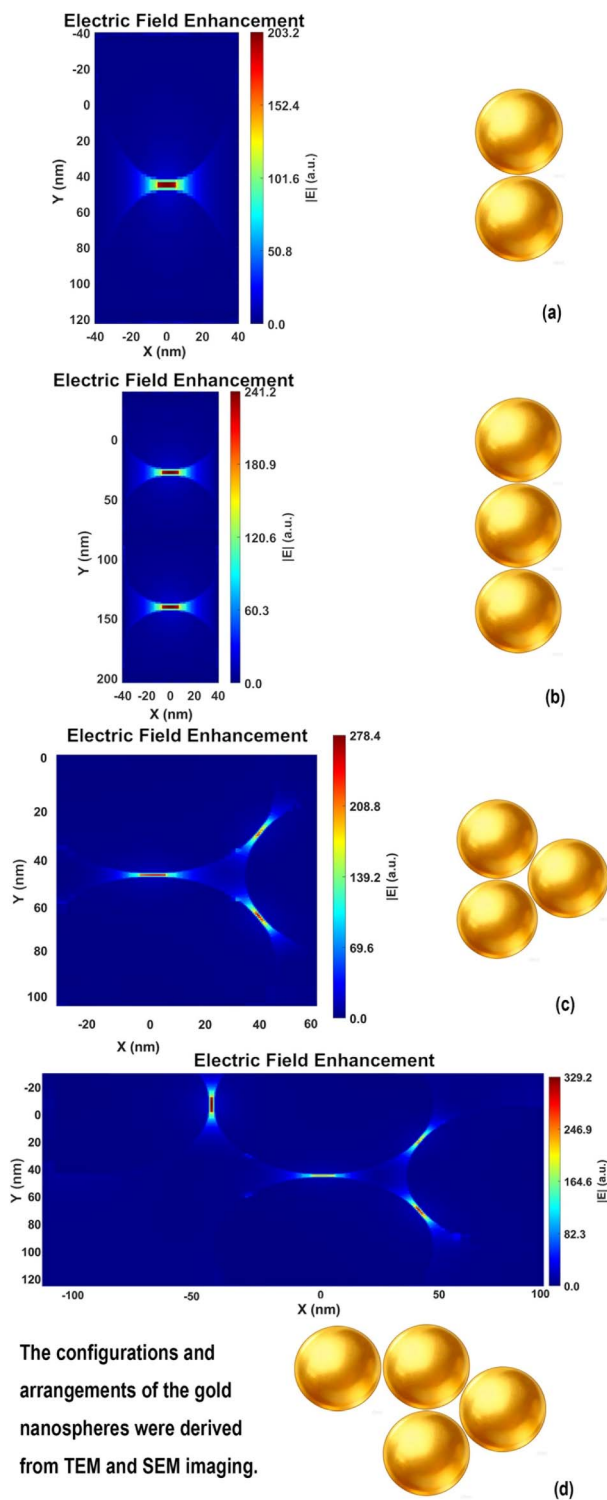 Electric Field Enhancement
-40
-20
0
20
40
60
80
100
120
Y (nm)
-40 -20 0 20 40
X (nm)
203.2
152.4
101.6
50.8
0.0
|E| (a.u.)
(a)
Electric Field Enhancement
0
50
100
150
200
Y (nm)
-40 -20 0 20 40
X (nm)
241.2
180.9
120.6
60.3
0.0
|E| (a.u.)
(b)
Electric Field Enhancement
0
20
40
60
80
100
Y (nm)
-20 0 20 40 60
X (nm)
278.4
208.8
139.2
69.6
0.0
|E| (a.u.)
(c)
Electric Field Enhancement
-20
0
20
40
60
80
100
120
Y (nm)
-100 -50 0 50 100
X (nm)
329.2
246.9
164.6
82.3
0.0
|E| (a.u.)
The configurations and
arrangements of the gold
nanospheres were derived
from TEM and SEM imaging.
(d)